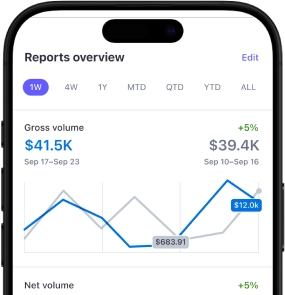 Reports overview Edit
1W 4W 1Y MTD QTD YTD ALL
Gross volume +5%
$41.5K $39.4K
Sep 17–Sep 23 Sep 10–Sep 16
$12.0k
$683.91
Net volume +5%